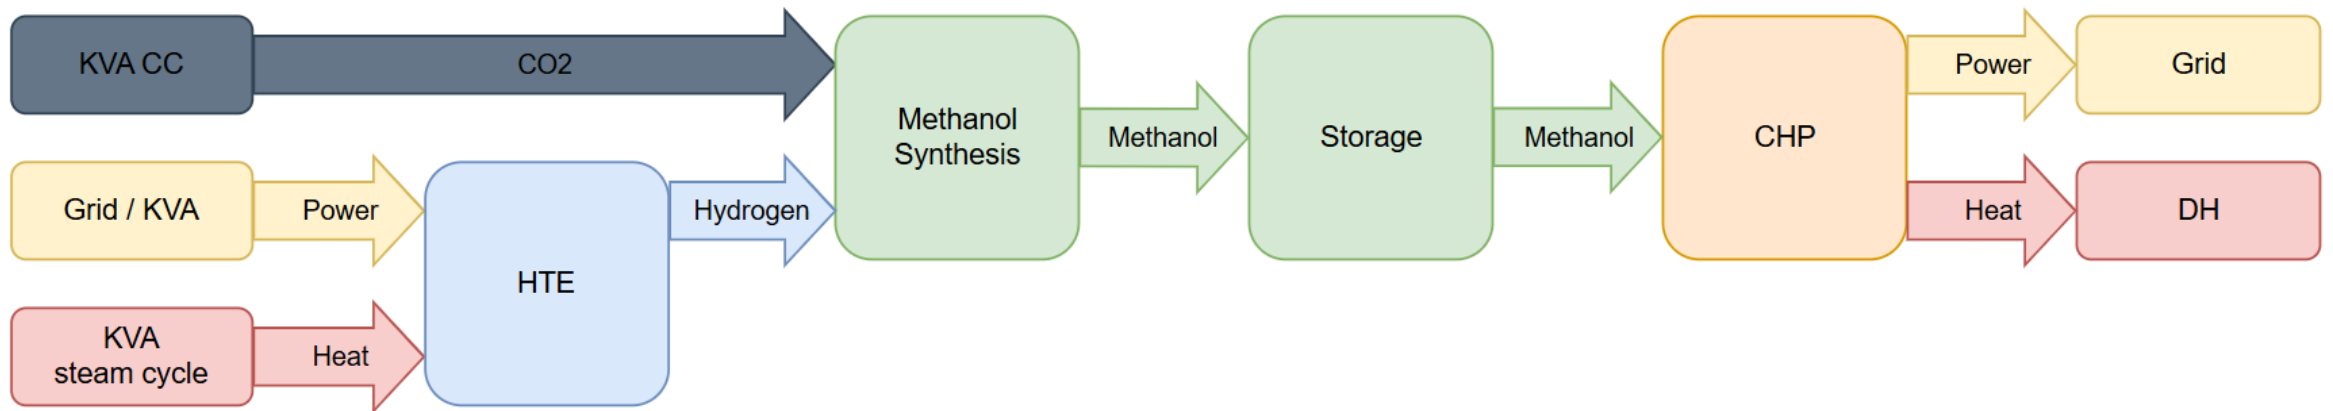 KVA CC
CO2
Grid / KVA
Power
KVA
steam cycle
Heat
HTE
Hydrogen
Methanol
Synthesis
Methanol
Storage
Methanol
CHP
Power
Grid
Heat
DH